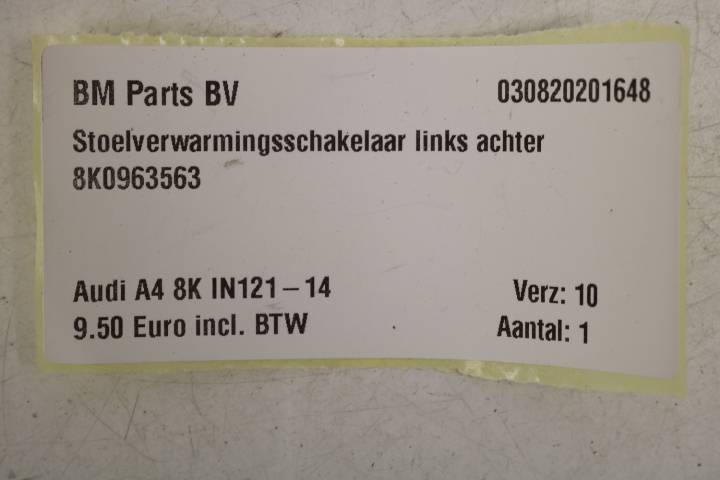 BM Parts BV 030820201648
Stoelverwarmingsschakelaar links achter
8K0963563
Audi A4 8K IN121-14 Verz: 10
9.50 Euro incl. BTW Aantal: 1